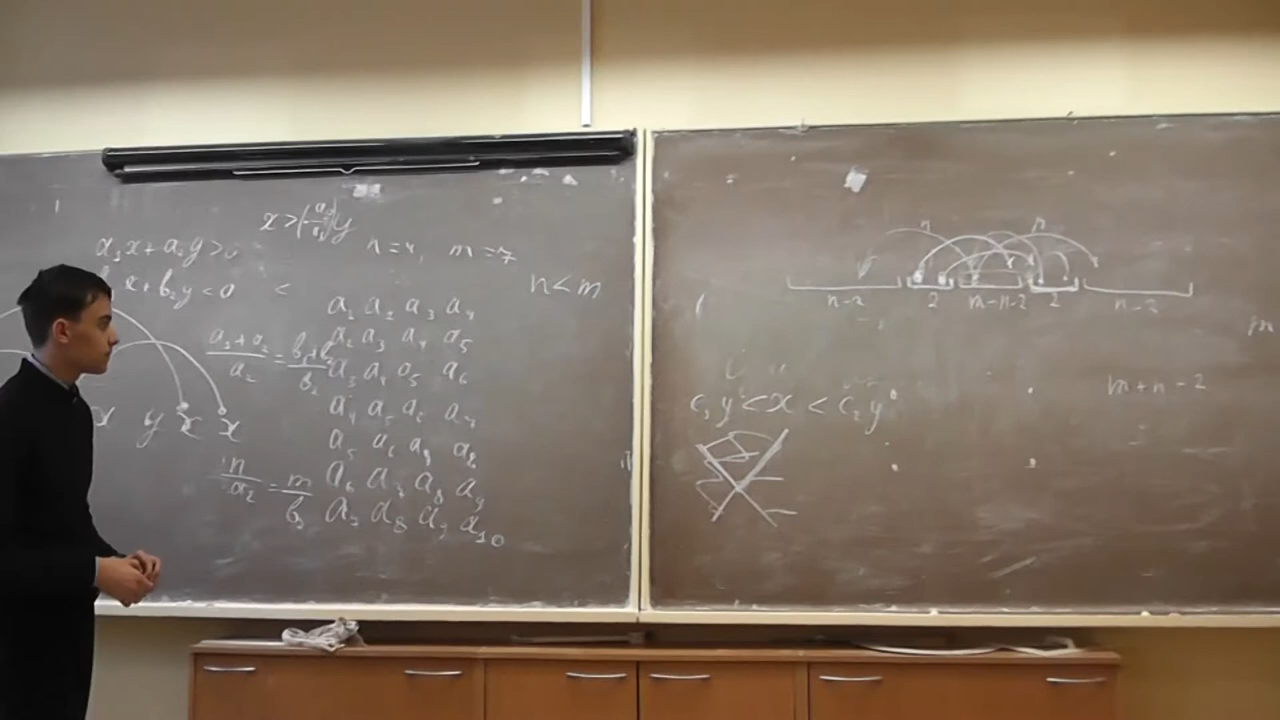 x > (-a₂/a₁)y
a₁x + a₂y > 0
n = 4, m = 7
x + b₂y < 0 <
n < m
a₁ a₂ a₃ a₄
a₂ a₃ a₄ a₅
(a₁ + a₂)/a₂ = (b₁ + b₂)/b₂
a₃ a₄ a₅ a₆
a₄ a₅ a₆ a₇
y x x
a₅ a₆ a₇ a₈
n/a₂ = m/b₂
a₆ a₇ a₈ a₉
a₇ a₈ a₉ a₁₀
n n
n-2 2 m-n-2 2 n-2
m
m+n-2
c₁y < x < c₂y